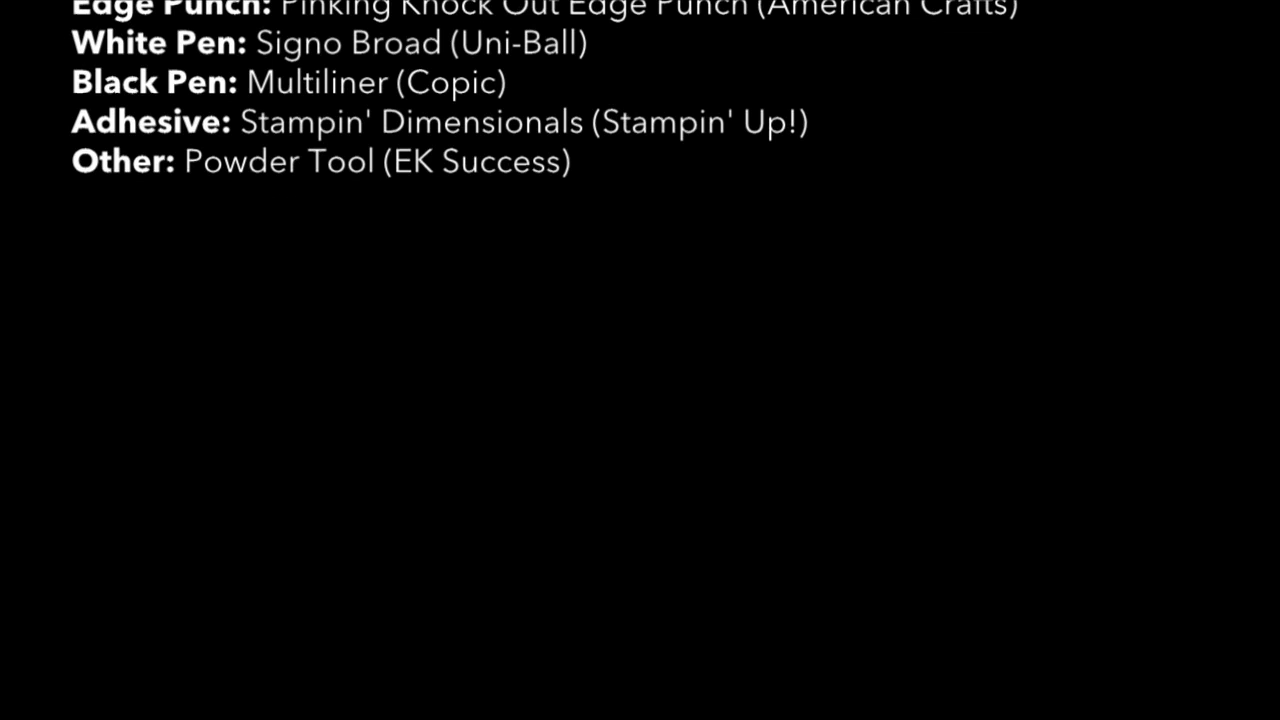 Edge Punch: Pinking Knock Out Edge Punch (American Crafts)
White Pen: Signo Broad (Uni-Ball)
Black Pen: Multiliner (Copic)
Adhesive: Stampin' Dimensionals (Stampin' Up!)
Other: Powder Tool (EK Success)